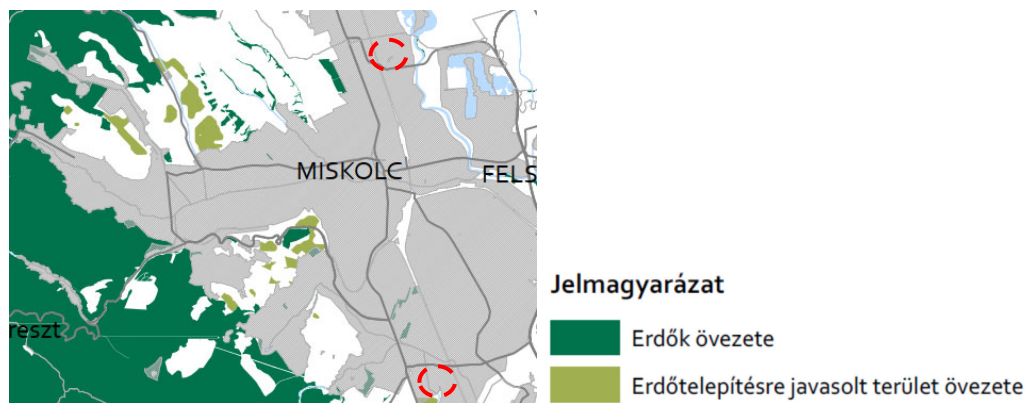 MISKOLC
FELS
reszt
Jelmagyarázat
Erdők övezete
Erdőtelepítésre javasolt terület övezete